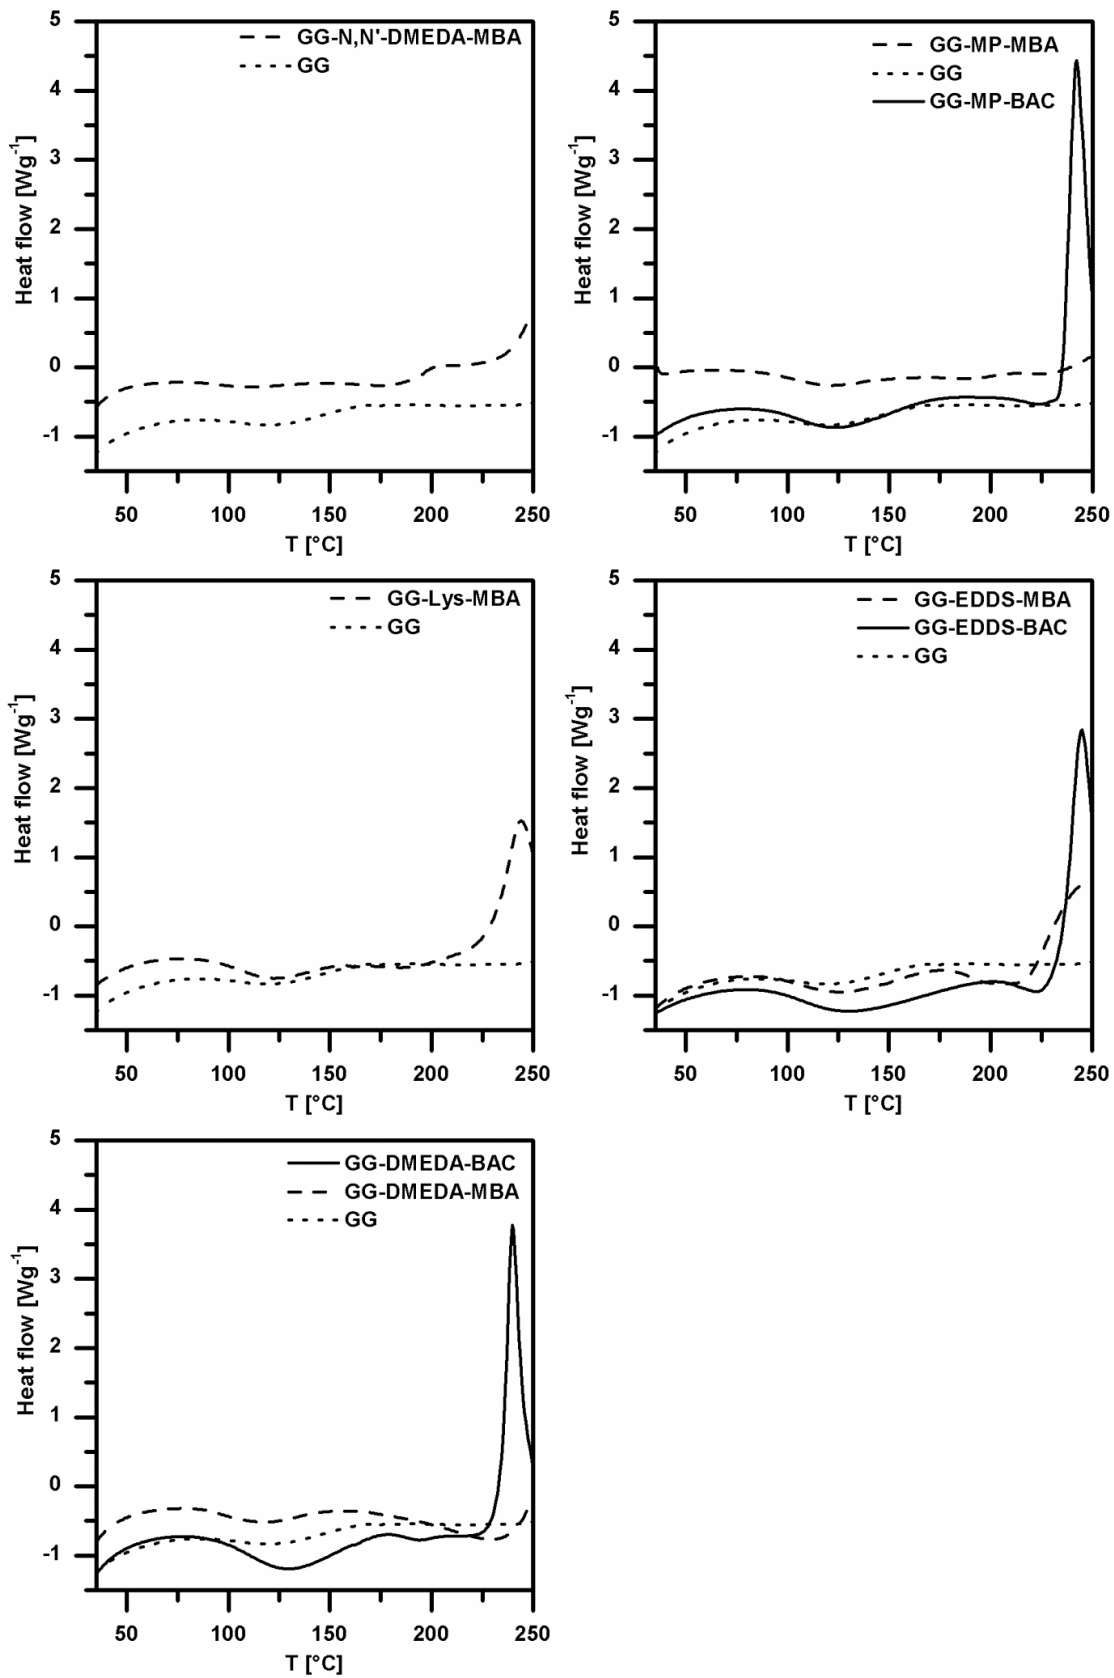 GG-N,N'-DMEDA-MBA
GG
Heat flow [Wg-1]
5
4
3
2
1
0
-1
50 100 150 200 250
T [°C]
GG-MP-MBA
GG
GG-MP-BAC
Heat flow [Wg-1]
5
4
3
2
1
0
-1
50 100 150 200 250
T [°C]
GG-Lys-MBA
GG
Heat flow [Wg-1]
5
4
3
2
1
0
-1
50 100 150 200 250
T [°C]
GG-EDDS-MBA
GG-EDDS-BAC
GG
Heat flow [Wg-1]
5
4
3
2
1
0
-1
50 100 150 200 250
T [°C]
GG-DMEDA-BAC
GG-DMEDA-MBA
GG
Heat flow [Wg-1]
5
4
3
2
1
0
-1
50 100 150 200 250
T [°C]